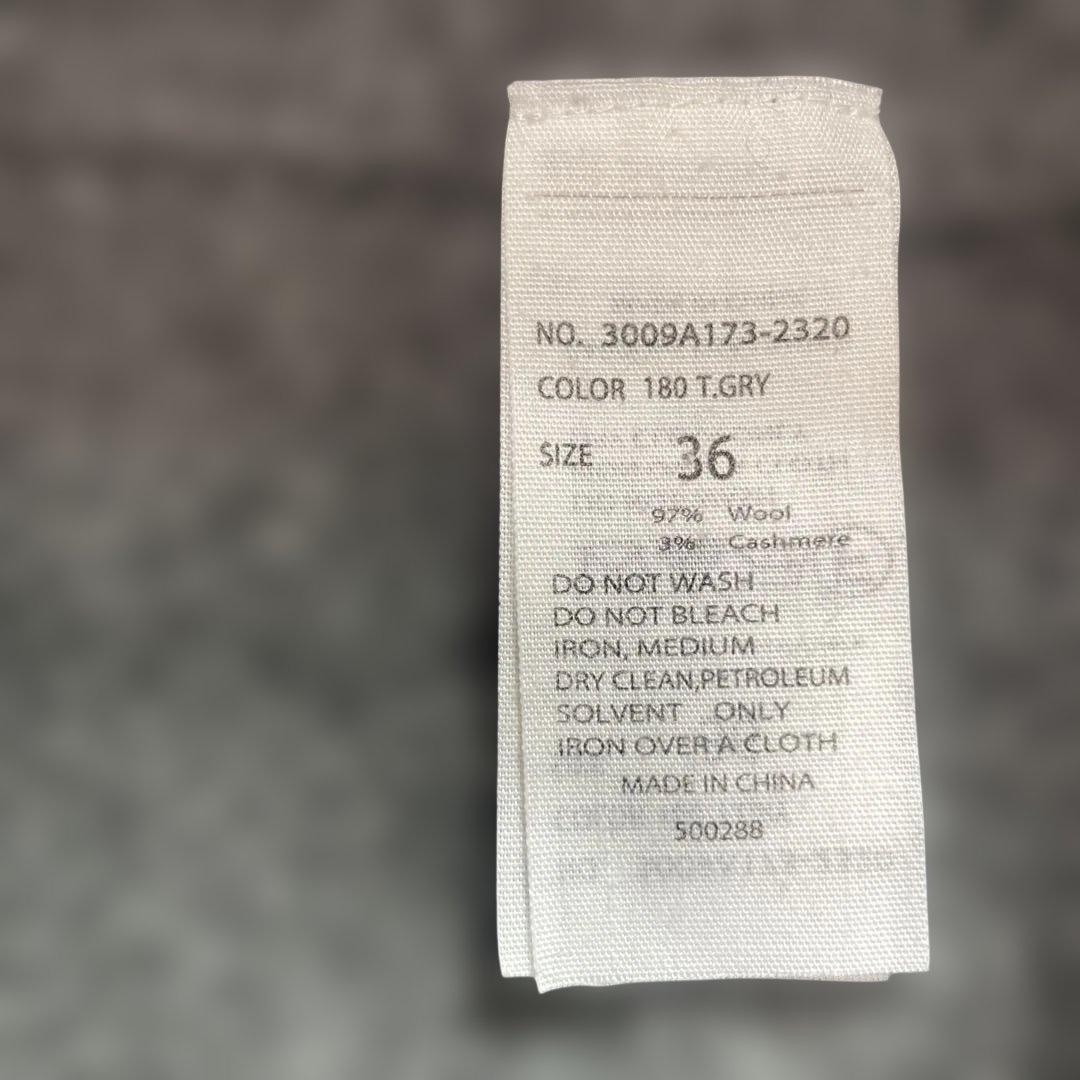 NO. 3009A173-2320
COLOR 180 T.GRY
SIZE 36
97% Wool
3% Cashmere
DO NOT WASH
DO NOT BLEACH
IRON, MEDIUM
DRY CLEAN,PETROLEUM
SOLVENT ONLY
IRON OVER A CLOTH
MADE IN CHINA
500288